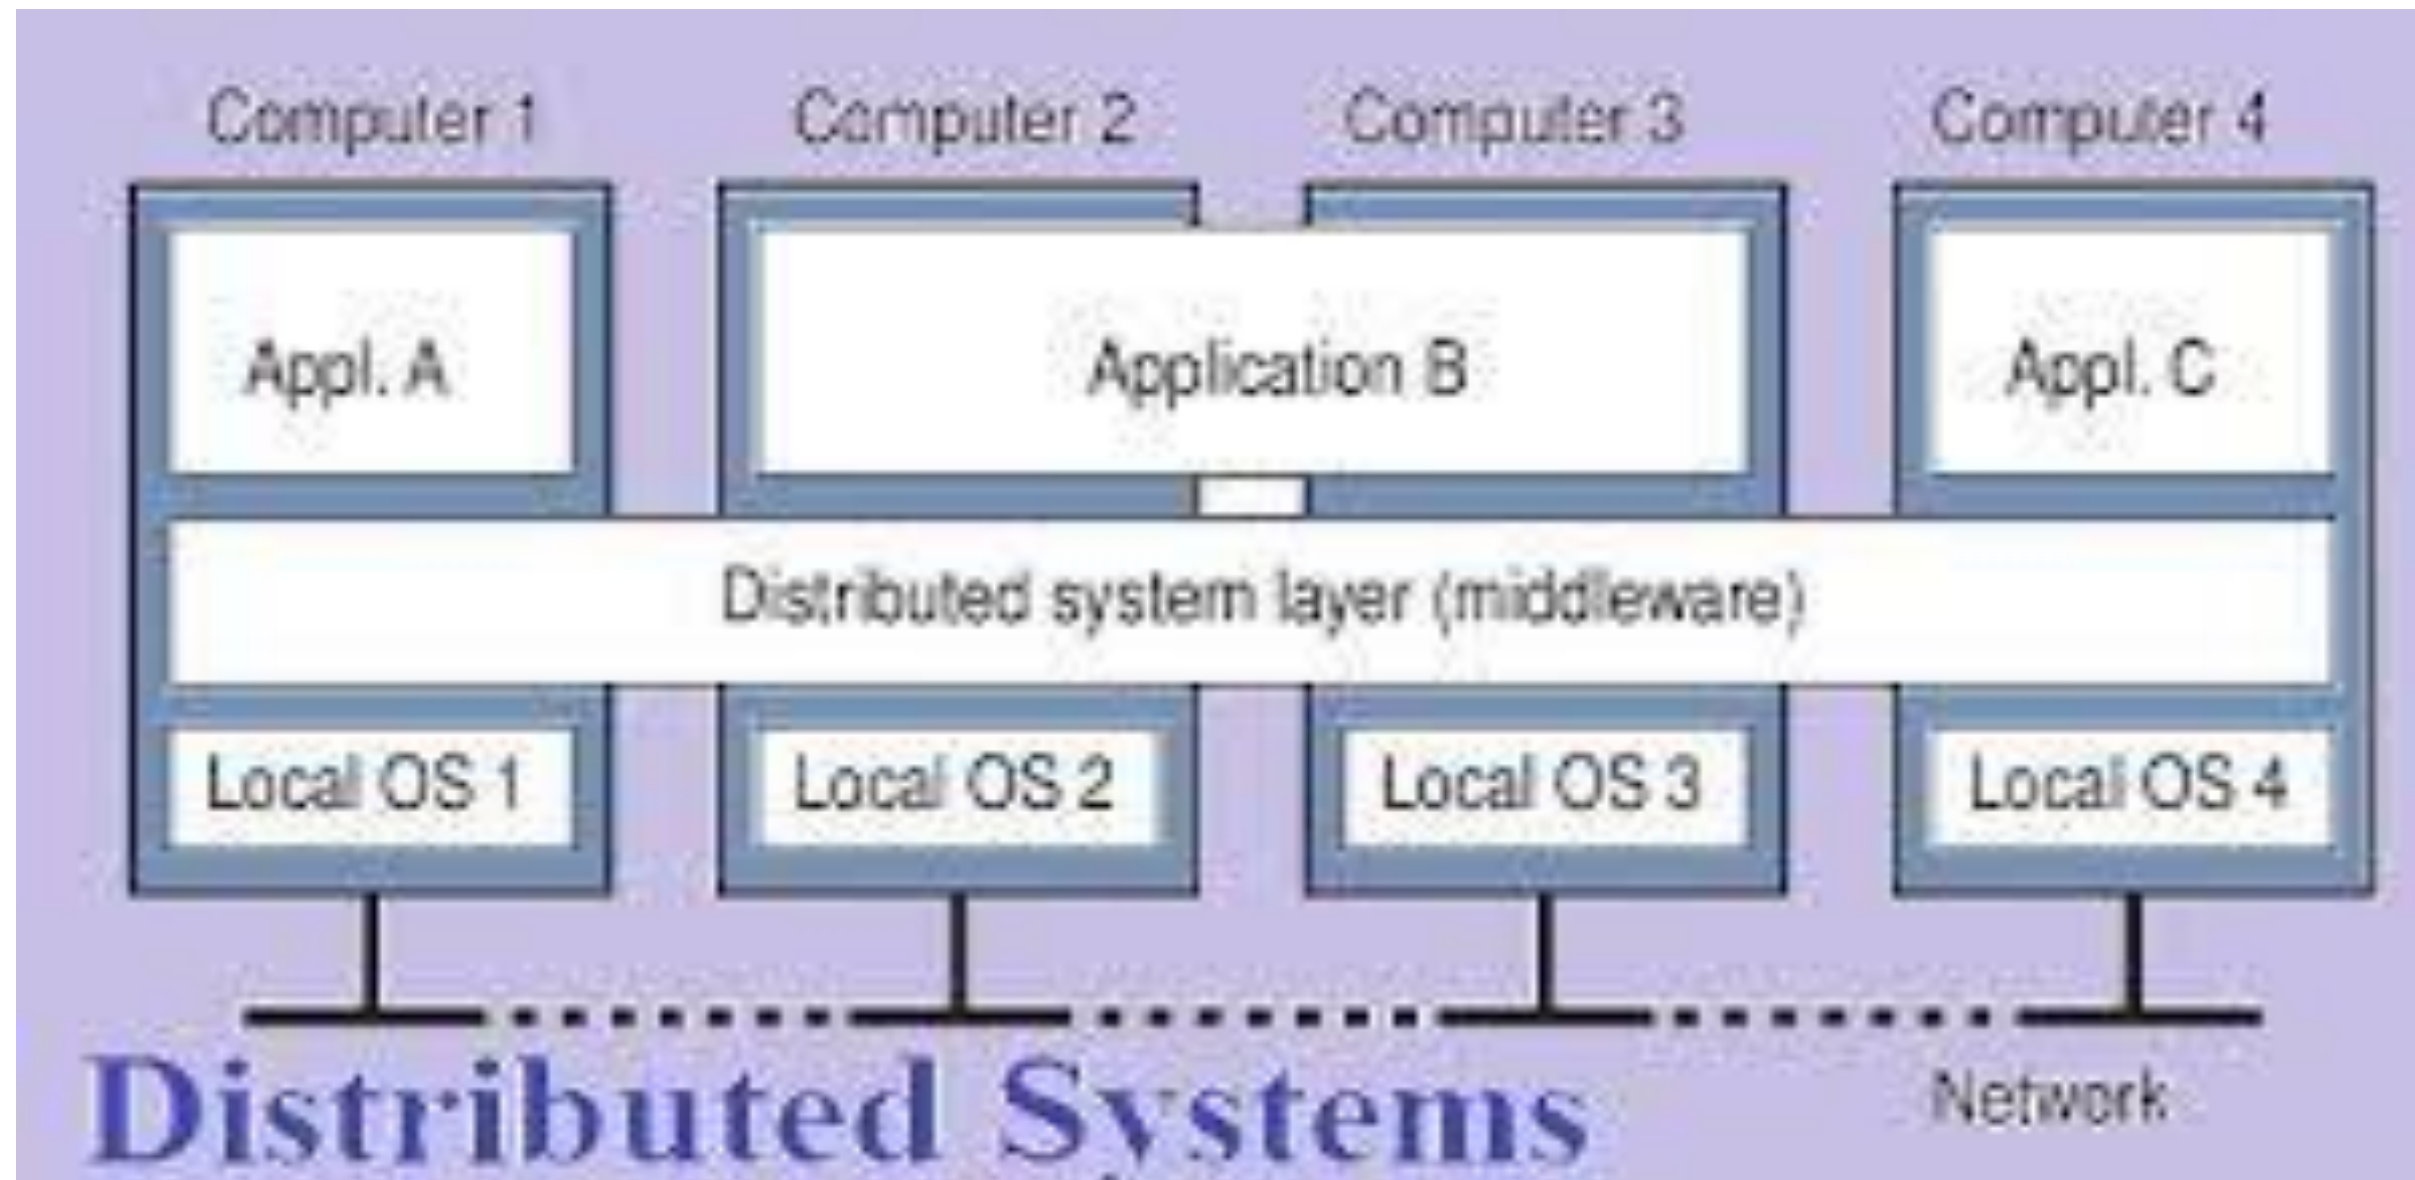 Computer 1 Computer 2 Computer 3 Computer 4
Appl. A Application B Appl. C
Distributed system layer (middleware)
Local OS 1 Local OS 2 Local OS 3 Local OS 4
Network
Distributed Systems